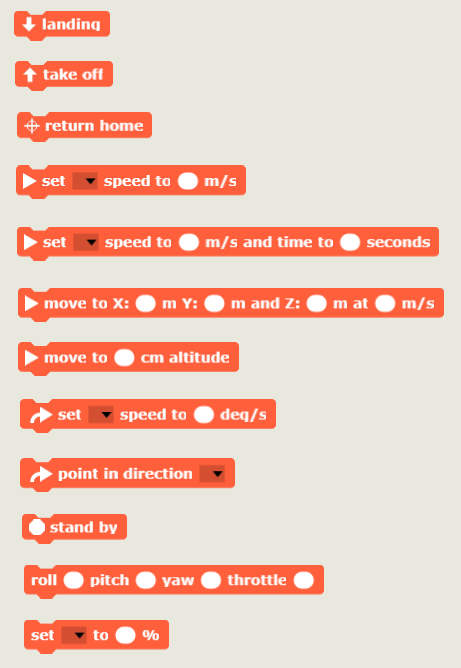 landing
take off
return home
set speed to m/s
set speed to m/s and time to seconds
move to X: m Y: m and Z: m at m/s
move to cm altitude
set speed to deq/s
point in direction
stand by
roll pitch yaw throttle
set to %